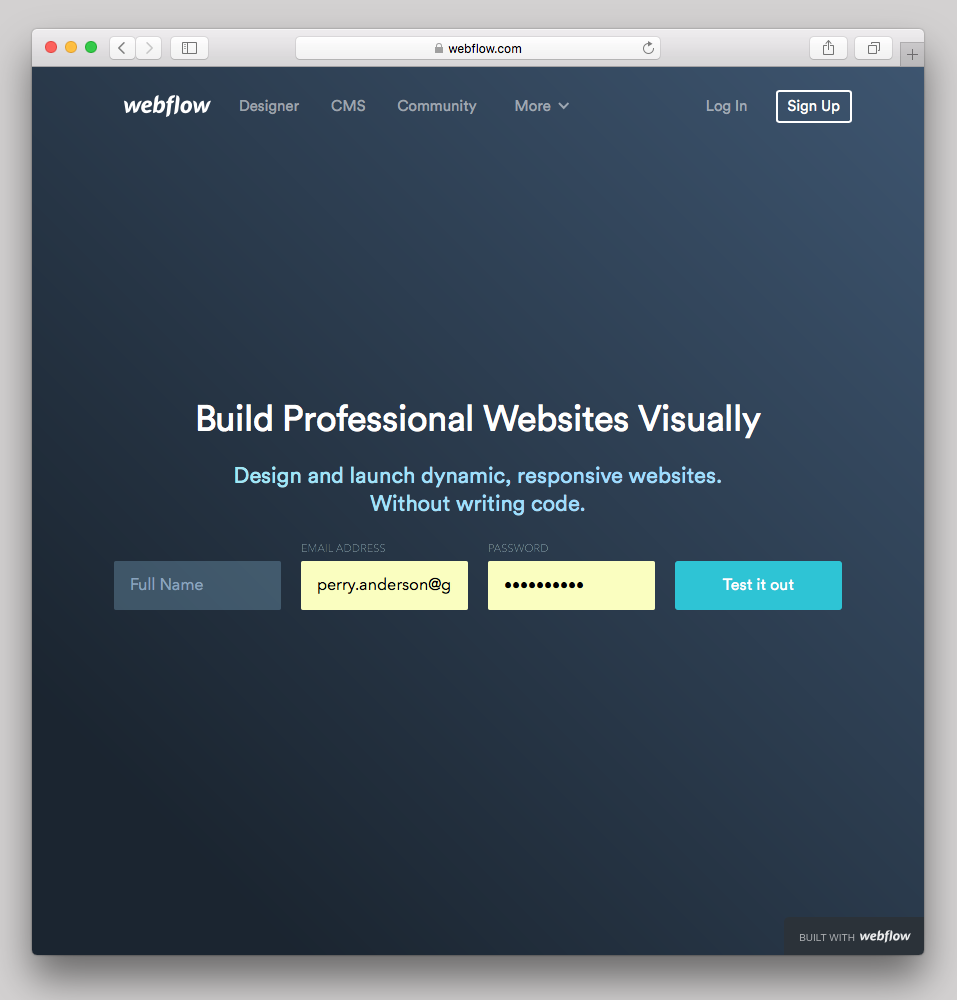 webflow.com
webflow Designer CMS Community More Log In Sign Up
Build Professional Websites Visually
Design and launch dynamic, responsive websites.
Without writing code.
EMAIL ADDRESS PASSWORD
Full Name perry.anderson@g •••••••••• Test it out
BUILT WITH webflow